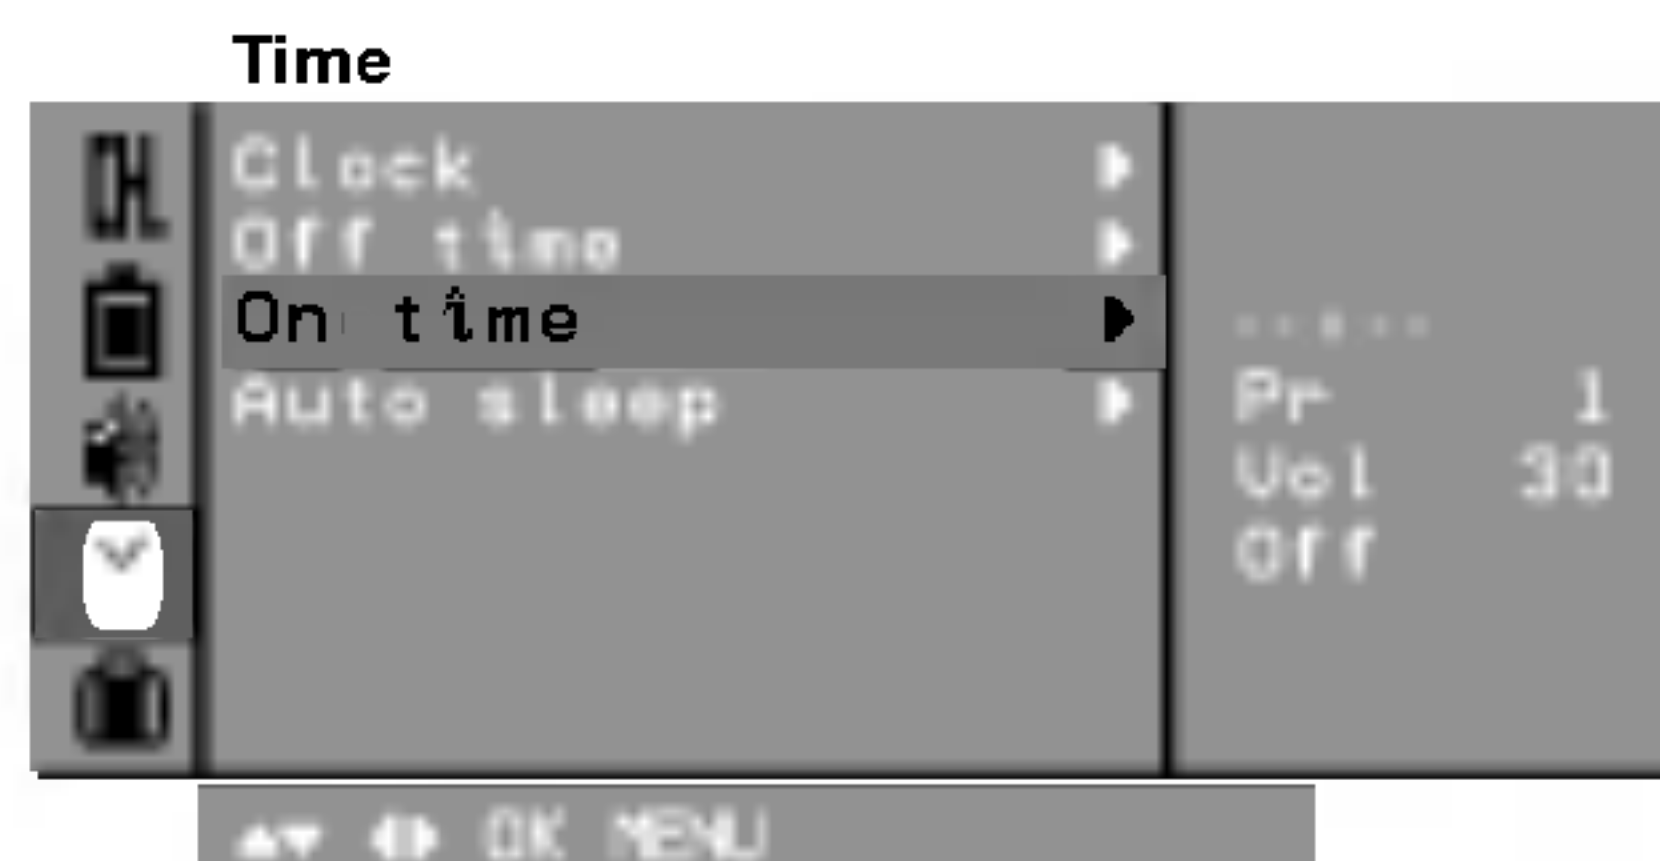 Time
Clock
Off time
On time
--:--
Auto sleep
Pr 1
Vol 30
Off
▲▼ ◀▶ OK MENU